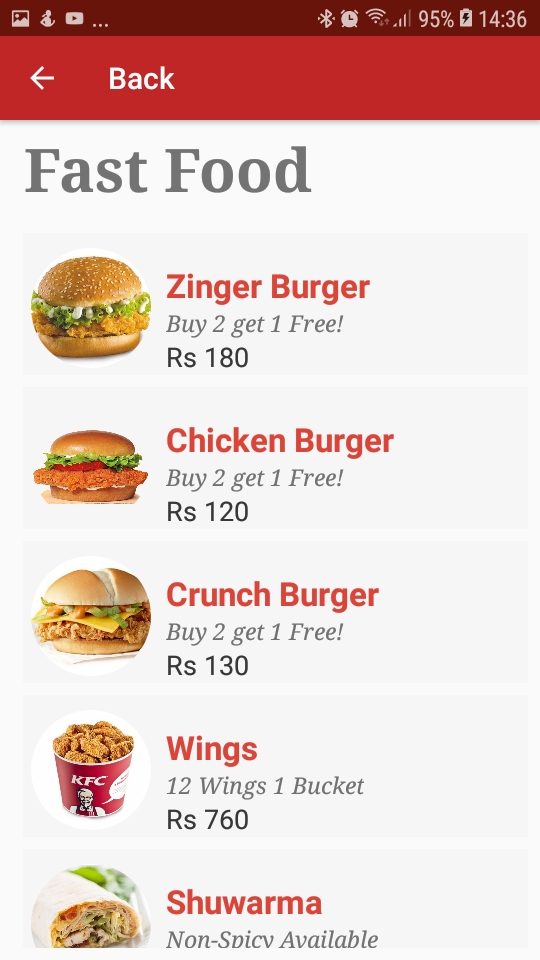 ... 95% 14:36
Back
Fast Food
Zinger Burger
Buy 2 get 1 Free!
Rs 180
Chicken Burger
Buy 2 get 1 Free!
Rs 120
Crunch Burger
Buy 2 get 1 Free!
Rs 130
KFC
Wings
12 Wings 1 Bucket
Rs 760
Shuwarma
Non-Spicy Available